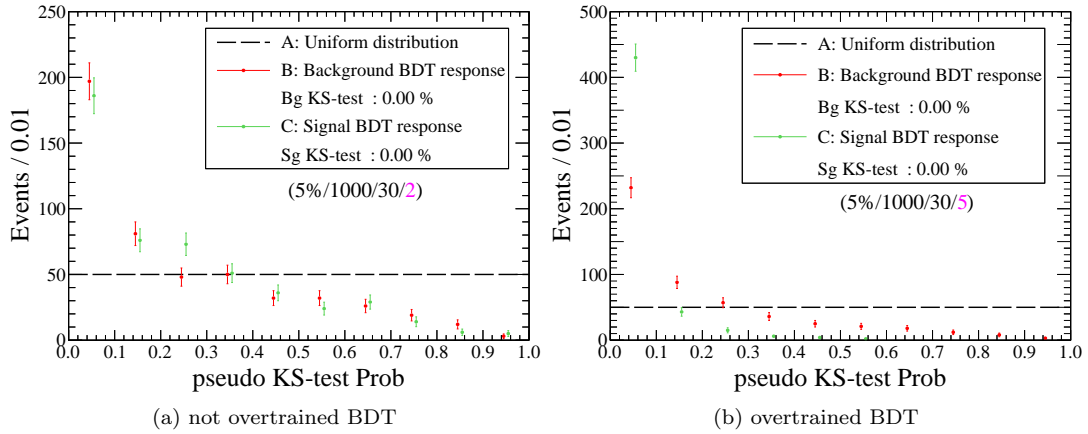 250
200
150
100
50
0
Events / 0.01
A: Uniform distribution
B: Background BDT response
Bg KS-test : 0.00 %
C: Signal BDT response
Sg KS-test : 0.00 %
(5%/1000/30/2)
0.0 0.1 0.2 0.3 0.4 0.5 0.6 0.7 0.8 0.9 1.0
pseudo KS-test Prob
(a) not overtrained BDT
500
400
300
200
100
0
Events / 0.01
A: Uniform distribution
B: Background BDT response
Bg KS-test : 0.00 %
C: Signal BDT response
Sg KS-test : 0.00 %
(5%/1000/30/5)
0.0 0.1 0.2 0.3 0.4 0.5 0.6 0.7 0.8 0.9 1.0
pseudo KS-test Prob
(b) overtrained BDT